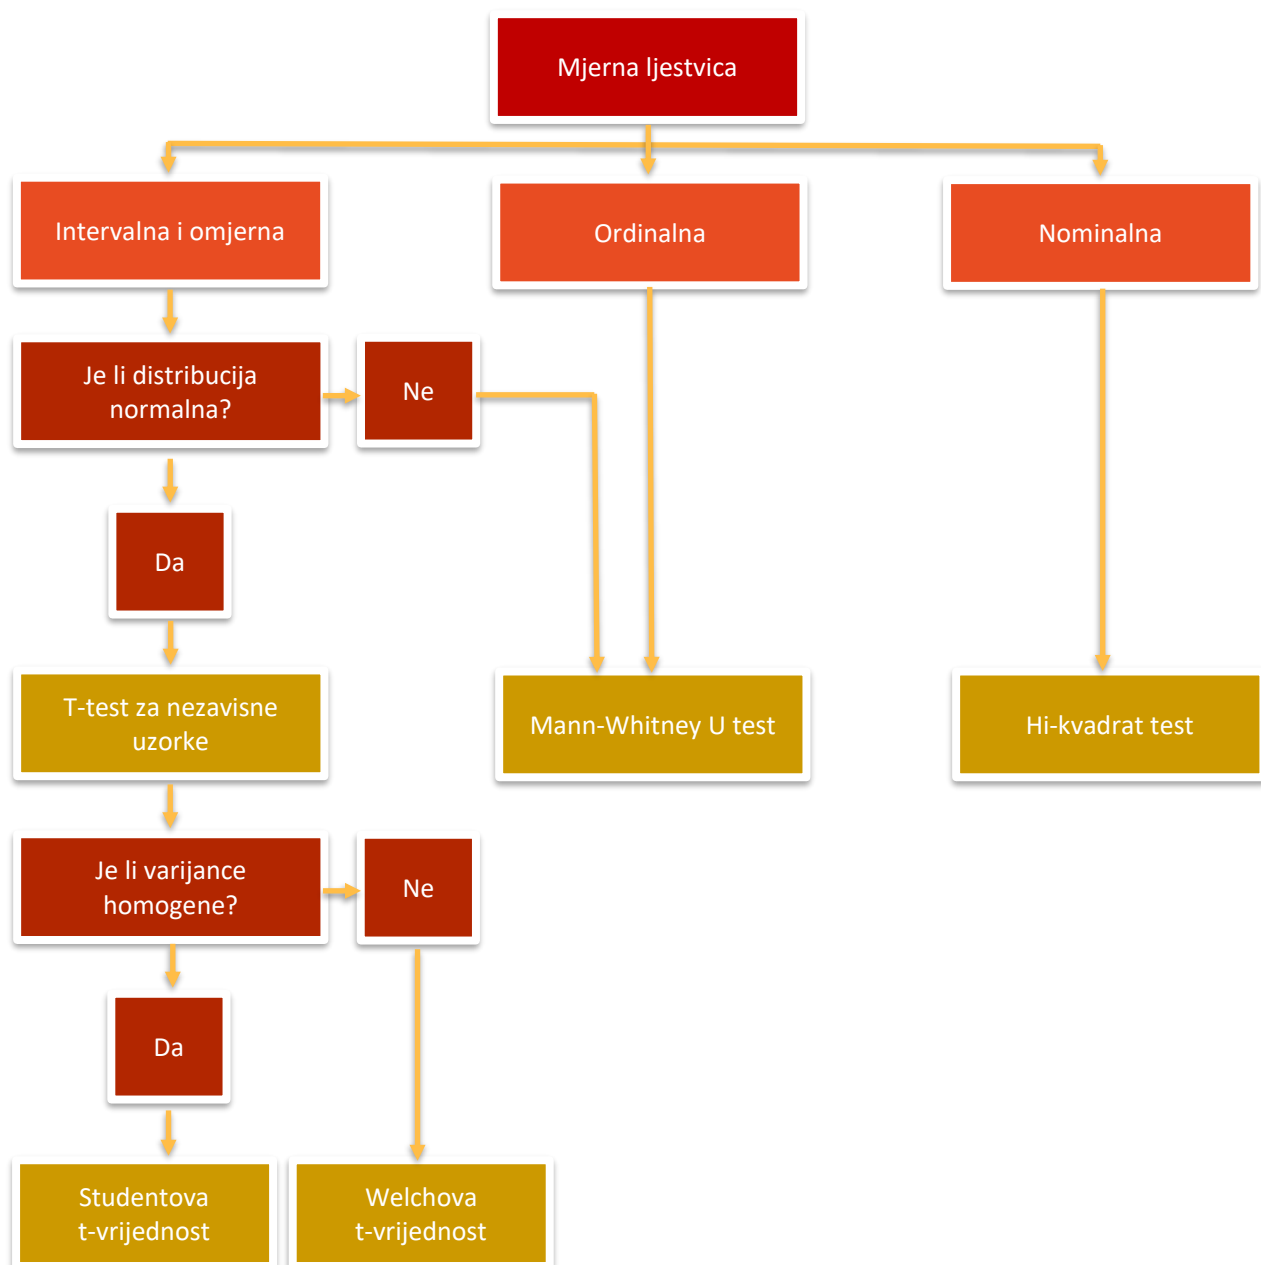 Mjerna ljestvica
Intervalna i omjerna
Ordinalna
Nominalna
Je li distribucija
normalna?
Ne
Da
T-test za nezavisne
uzorke
Mann-Whitney U test
Hi-kvadrat test
Je li varijance
homogene?
Ne
Da
Studentova
t-vrijednost
Welchova
t-vrijednost